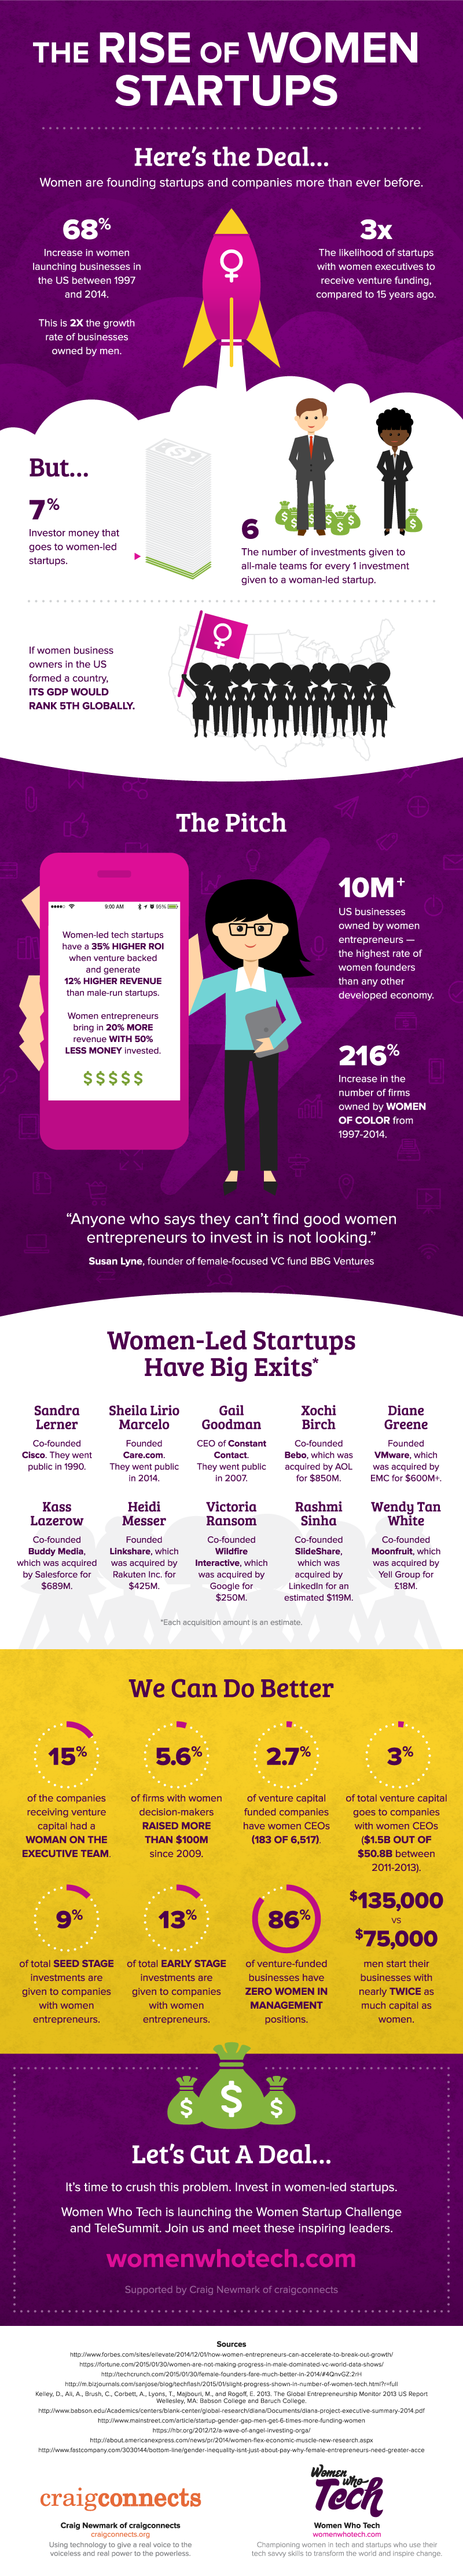 THE RISE OF WOMEN
STARTUPS
Here's the Deal...
Women are founding startups and companies more than ever before.
68%
Increase in women
launching businesses in
the US between 1997
and 2014.
This is 2X the growth
rate of businesses
owned by men.
3x
The likelihood of startups
with women executives to
receive venture funding,
compared to 15 years ago.
But...
7%
Investor money that
goes to women-led
startups.
6
The number of investments given to
all-male teams for every 1 investment
given to a woman-led startup.
If women business
owners in the US
formed a country,
ITS GDP WOULD
RANK 5TH GLOBALLY.
The Pitch
9:00 AM
95%
Women-led tech startups
have a 35% HIGHER ROI
when venture backed
and generate
12% HIGHER REVENUE
than male-run startups.
Women entrepreneurs
bring in 20% MORE
revenue WITH 50%
LESS MONEY invested.
$$$$$
10M+
US businesses
owned by women
entrepreneurs —
the highest rate of
women founders
than any other
developed economy.
216%
Increase in the
number of firms
owned by WOMEN
OF COLOR from
1997-2014.
"Anyone who says they can't find good women
entrepreneurs to invest in is not looking."
Susan Lyne, founder of female-focused VC fund BBG Ventures
Women-Led Startups
Have Big Exits*
Sandra
Lerner
Co-founded
Cisco. They went
public in 1990.
Sheila Lirio
Marcelo
Founded
Care.com.
They went public
in 2014.
Gail
Goodman
CEO of Constant
Contact.
They went public
in 2007.
Xochi
Birch
Co-founded
Bebo, which was
acquired by AOL
for $850M.
Diane
Greene
Founded
VMware, which
was acquired by
EMC for $600M+.
Kass
Lazerow
Co-founded
Buddy Media,
which was acquired
by Salesforce for
$689M.
Heidi
Messer
Founded
Linkshare, which
was acquired by
Rakuten Inc. for
$425M.
Victoria
Ransom
Co-founded
Wildfire
Interactive, which
was acquired by
Google for
$250M.
Rashmi
Sinha
Co-founded
SlideShare,
which was
acquired by
LinkedIn for an
estimated $119M.
Wendy Tan
White
Co-founded
Moonfruit, which
was acquired by
Yell Group for
£18M.
*Each acquisition amount is an estimate.
We Can Do Better
15%
of the companies
receiving venture
capital had a
WOMAN ON THE
EXECUTIVE TEAM.
5.6%
of firms with women
decision-makers
RAISED MORE
THAN $100M
since 2009.
2.7%
of venture capital
funded companies
have women CEOs
(183 OF 6,517).
3%
of total venture capital
goes to companies
with women CEOs
($1.5B OUT OF
$50.8B between
2011-2013).
9%
of total SEED STAGE
investments are
given to companies
with women
entrepreneurs.
13%
of total EARLY STAGE
investments are
given to companies
with women
entrepreneurs.
86%
of venture-funded
businesses have
ZERO WOMEN IN
MANAGEMENT
positions.
$135,000
vs
$75,000
men start their
businesses with
nearly TWICE as
much capital as
women.
Let's Cut A Deal...
It's time to crush this problem. Invest in women-led startups.
Women Who Tech is launching the Women Startup Challenge
and TeleSummit. Join us and meet these inspiring leaders.
womenwhotech.com
Supported by Craig Newmark of craigconnects
Sources
http://www.forbes.com/sites/ellevate/2014/12/01/how-women-entrepreneurs-can-accelerate-to-break-out-growth/
https://fortune.com/2015/01/30/women-are-not-making-progress-in-male-dominated-vc-world-data-shows/
http://techcrunch.com/2015/01/30/female-founders-fare-much-better-in-2014/#4QnvGZ:2rH
http://m.bizjournals.com/sanjose/blog/techflash/2015/01/slight-progress-shown-in-number-of-women-tech.html?r=full
Kelley, D., Ali, A., Brush, C., Corbett, A., Lyons, T., Majbouri, M., and Rogoff, E. 2013. The Global Entrepreneurship Monitor 2013 US Report
Wellesley, MA: Babson College and Baruch College.
http://www.babson.edu/Academics/centers/blank-center/global-research/diana/Documents/diana-project-executive-summary-2014.pdf
http://www.mainstreet.com/article/startup-gender-gap-men-get-6-times-more-funding-women
https://hbr.org/2012/12/a-wave-of-angel-investing-orga/
http://about.americanexpress.com/news/pr/2014/women-flex-economic-muscle-new-research.aspx
http://www.fastcompany.com/3030144/bottom-line/gender-inequality-isnt-just-about-pay-why-female-entrepreneurs-need-greater-acce
craigconnects
Craig Newmark of craigconnects
craigconnects.org
Using technology to give a real voice to the
voiceless and real power to the powerless.
Women
who
Tech
Women Who Tech
womenwhotech.com
Championing women in tech and startups who use their
tech savvy skills to transform the world and inspire change.